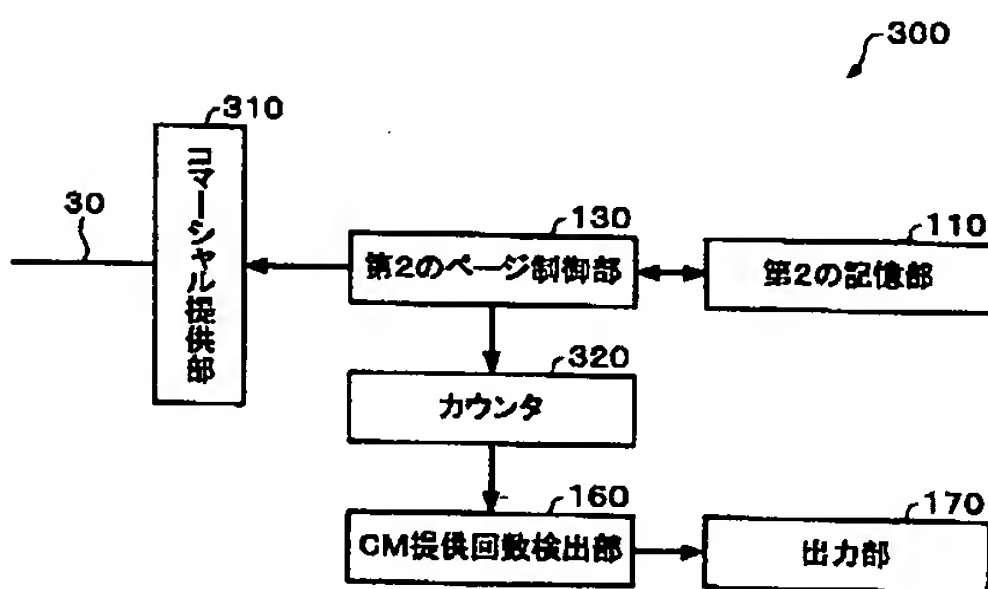 300
310
コマーシャル提供部
30
130
第2のページ制御部
110
第2の記憶部
320
カウンタ
160
CM提供回数検出部
170
出力部